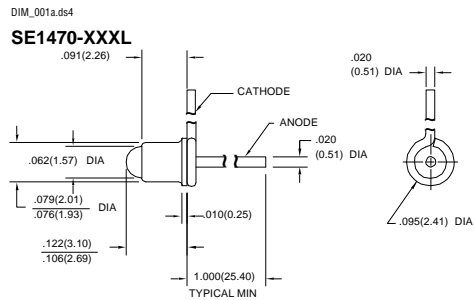 DIM_001a.ds4
SE1470-XXXL
.091(2.26)
CATHODE
ANODE
.020
(0.51) DIA
.062(1.57) DIA
.079(2.01)
.076(1.93)
DIA
.010(0.25)
.122(3.10)
.106(2.69)
1.000(25.40)
TYPICAL MIN
.020
(0.51) DIA
.095(2.41) DIA